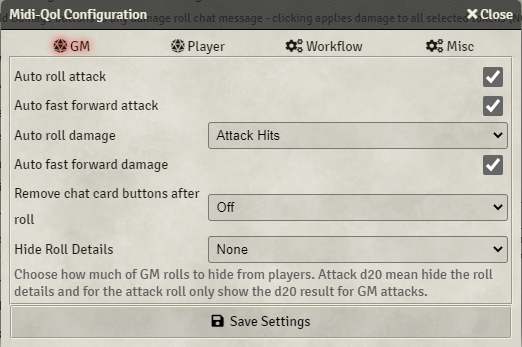 Midi-Qol Configuration
Close
GM
Player
Workflow
Misc
Auto roll attack
Auto fast forward attack
Auto roll damage
Attack Hits
Auto fast forward damage
Remove chat card buttons after
roll
Off
Hide Roll Details
None
Choose how much of GM rolls to hide from players. Attack d20 mean hide the roll
details and for the attack roll only show the d20 result for GM attacks.
Save Settings